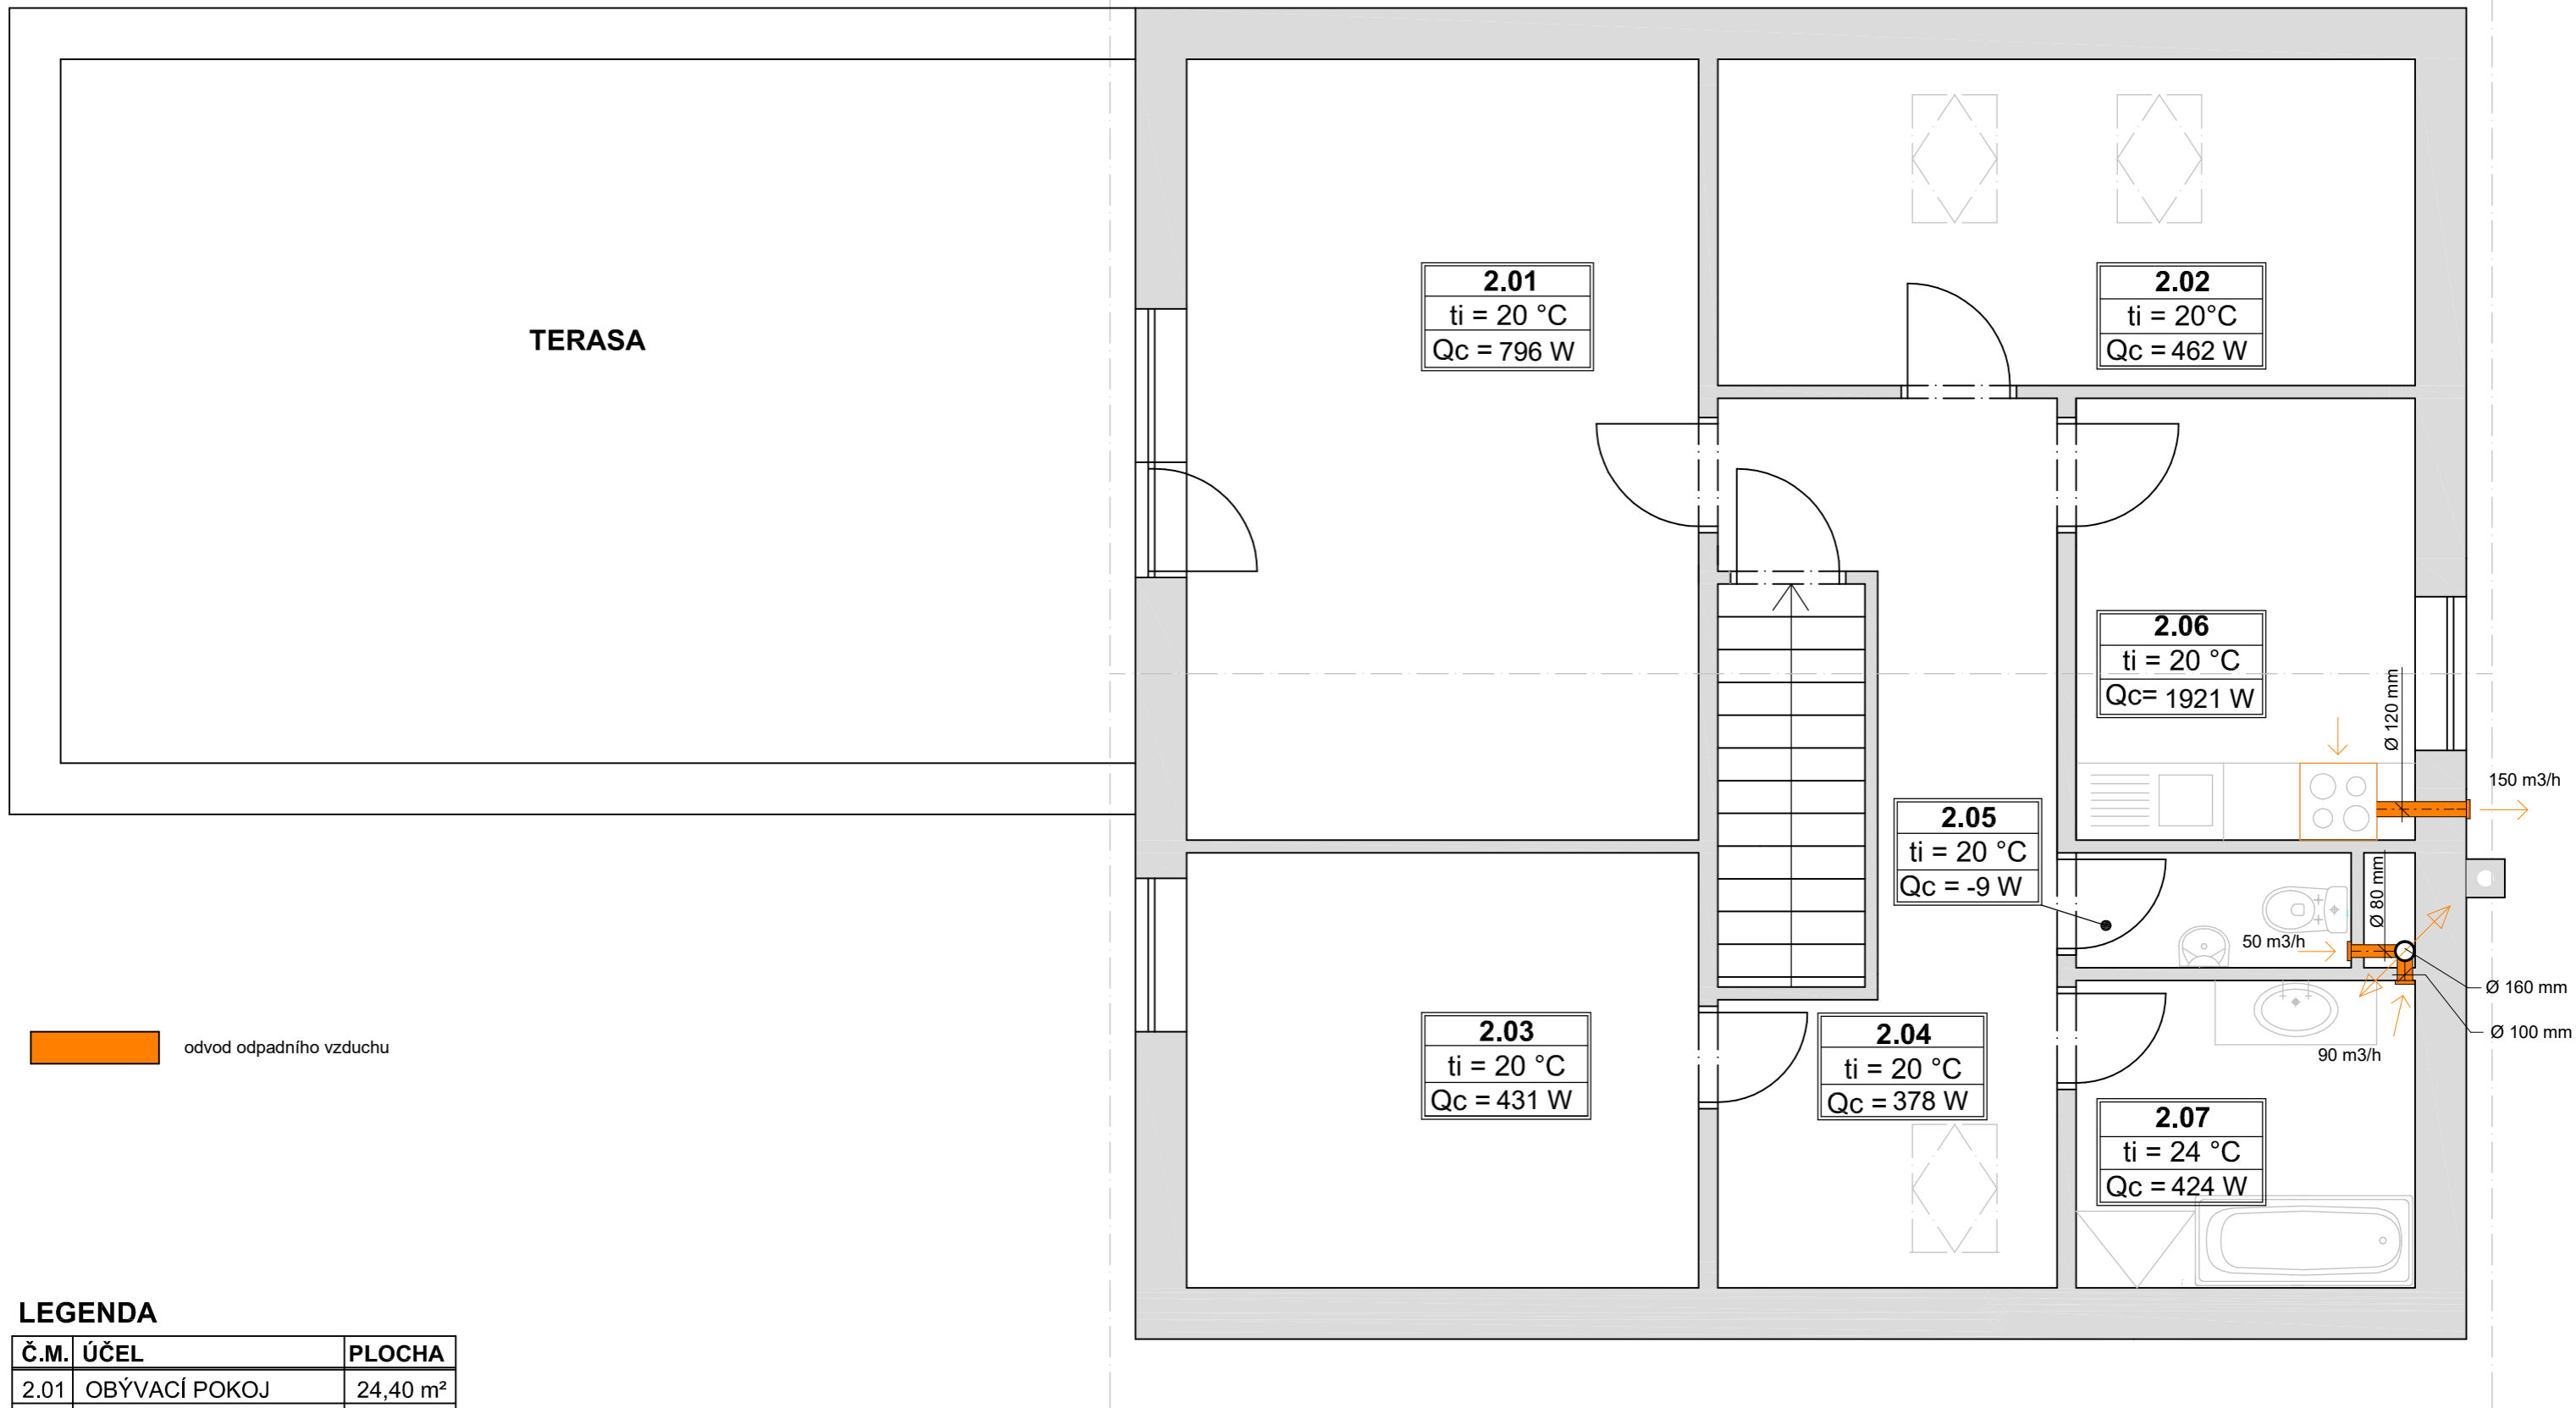 TERASA
2.01
ti = 20 °C
Qc = 796 W
2.02
ti = 20°C
Qc = 462 W
2.06
ti = 20 °C
Qc= 1921 W
Ø 120 mm
150 m3/h
2.05
ti = 20 °C
Qc = -9 W
Ø 80 mm
50 m3/h
Ø 160 mm
Ø 100 mm
90 m3/h
2.03
ti = 20 °C
Qc = 431 W
2.04
ti = 20 °C
Qc = 378 W
2.07
ti = 24 °C
Qc = 424 W
odvod odpadního vzduchu
LEGENDA
Č.M. ÚČEL PLOCHA
2.01 OBÝVACÍ POKOJ 24,40 m²